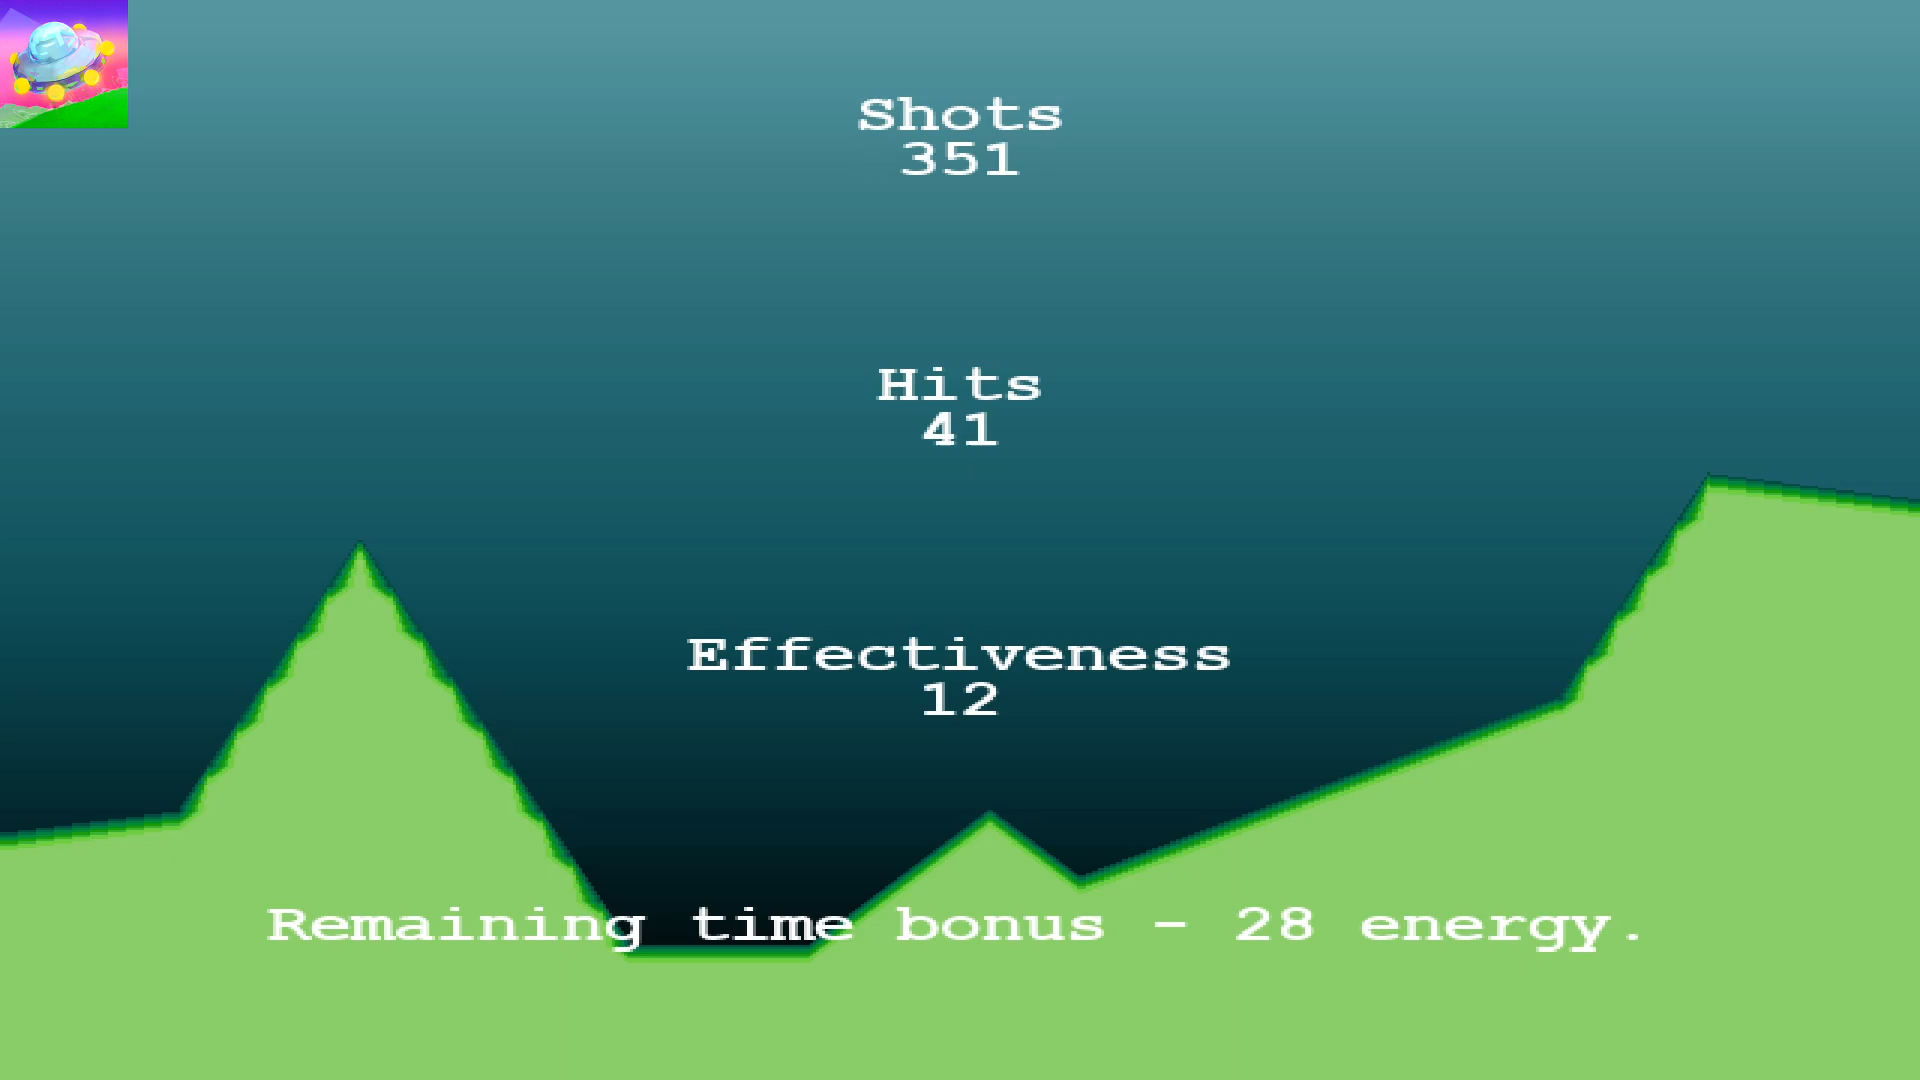 Shots
351
Hits
41
Effectiveness
12
Remaining time bonus - 28 energy.